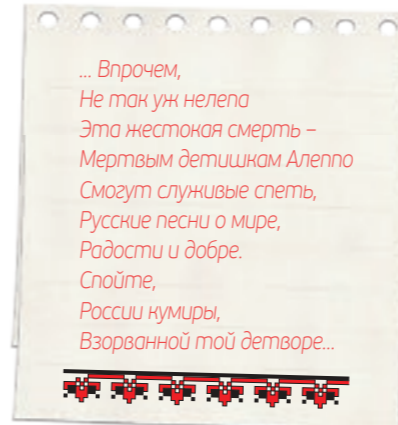 ... Впрочем,
Не так уж нелепа
Эта жестокая смерть –
Мертвым детишкам Алеппо
Смогут служивые спеть,
Русские песни о мире,
Радости и добре.
Спойте,
России кумиры,
Взорванной той детворе...